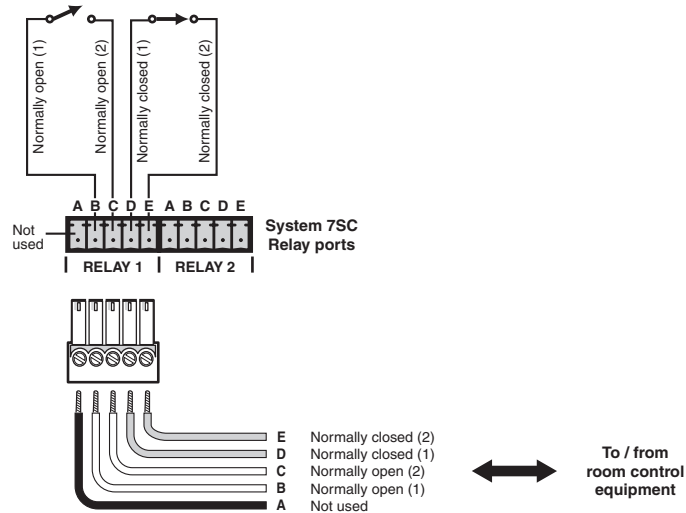 Normally open (1)
Normally open (2)
Normally closed (1)
Normally closed (2)
A B C D E A B C D E
Not
used
System 7SC
Relay ports
RELAY 1 RELAY 2
E Normally closed (2)
D Normally closed (1)
C Normally open (2)
B Normally open (1)
A Not used
To / from
room control
equipment